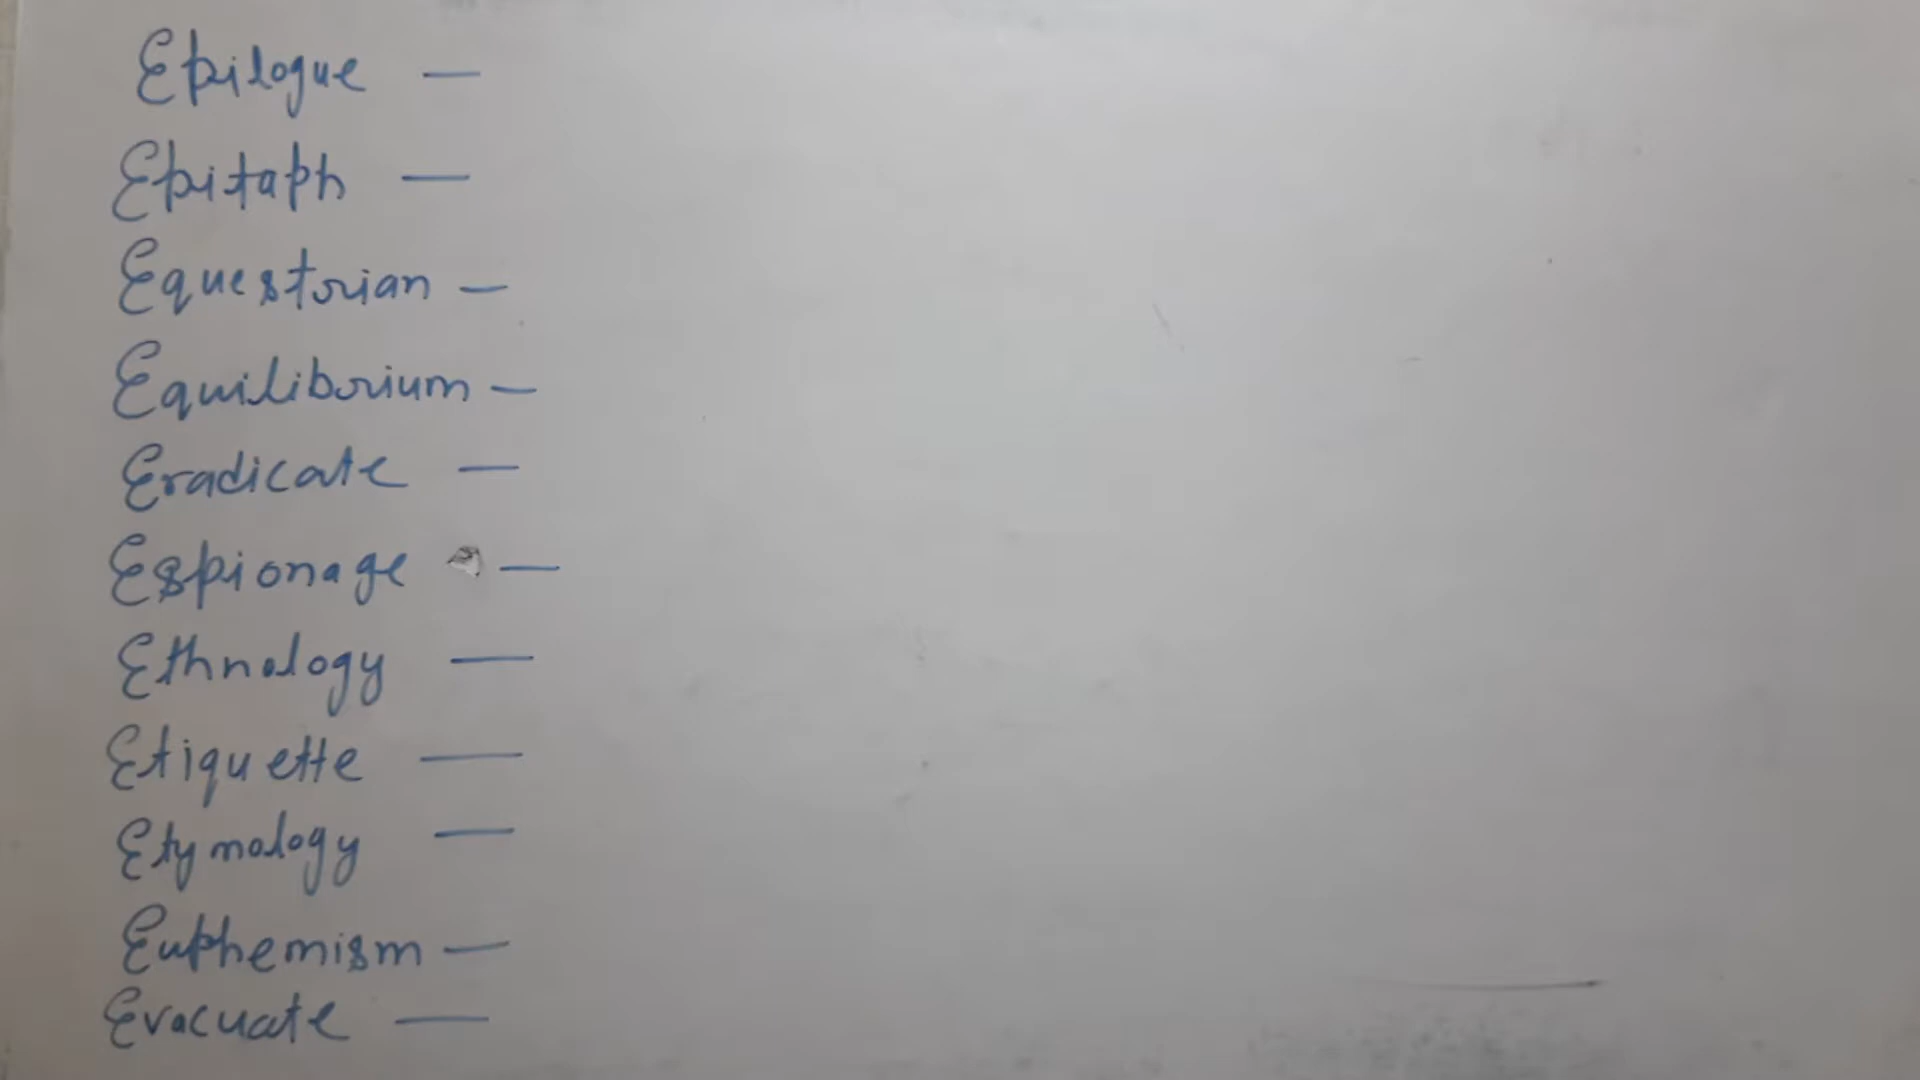 Epilogue —
Epitaph —
Equestrian —
Equilibrium —
Eradicate —
Espionage —
Ethnology —
Etiquette —
Etymology —
Euphemism —
Evacuate —